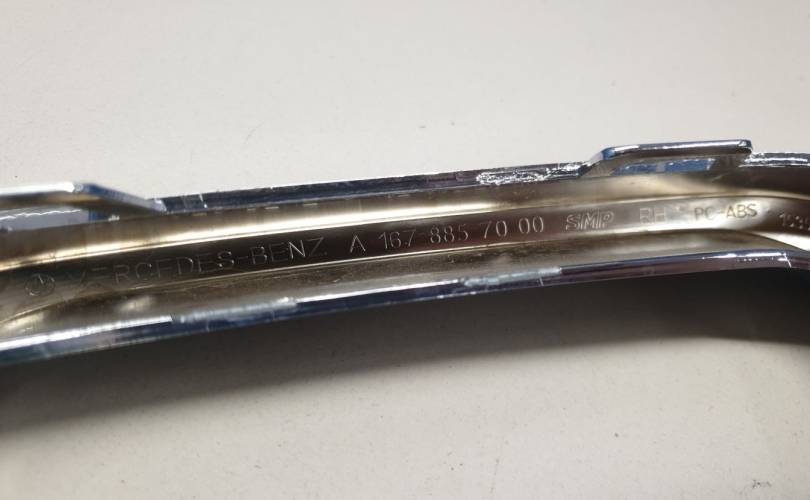 MERCEDES-BENZ A 167 885 70 00 SMP RH PC-ABS